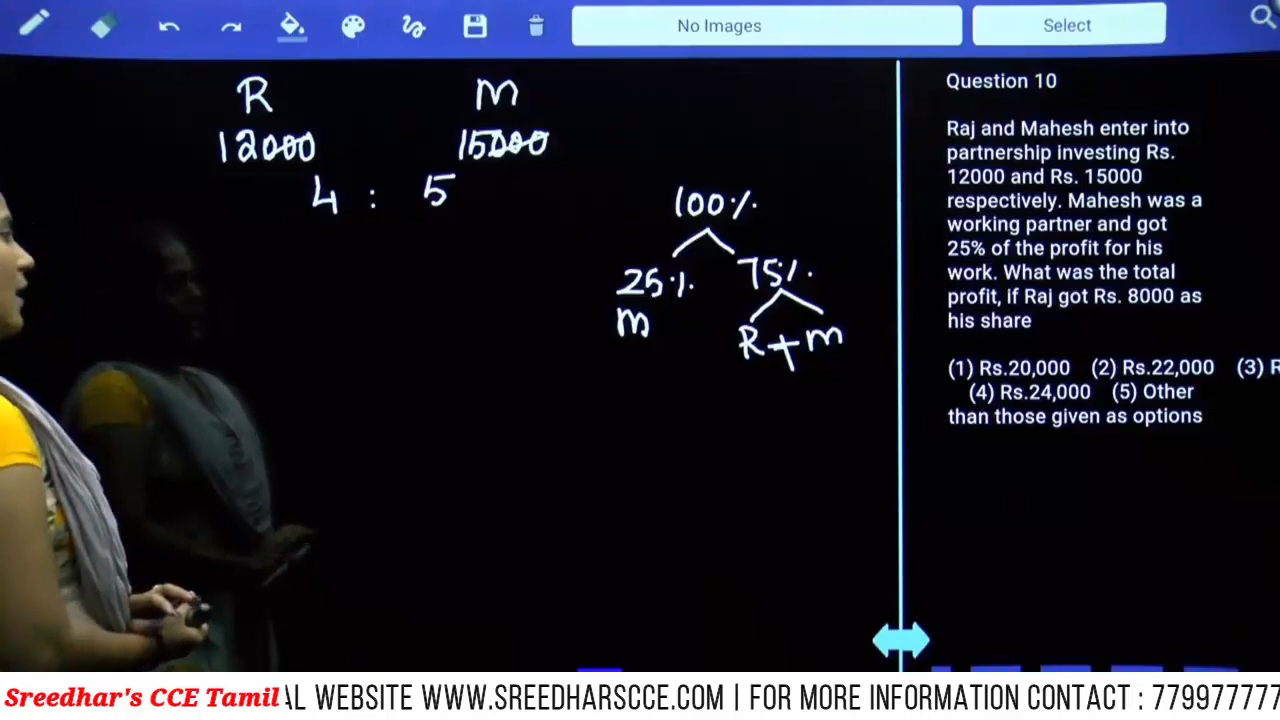 No Images
Select
R M
12000 15000
4 : 5
100%
25% 75%
M R + M
Question 10
Raj and Mahesh enter into
partnership investing Rs.
12000 and Rs. 15000
respectively. Mahesh was a
working partner and got
25% of the profit for his
work. What was the total
profit, if Raj got Rs. 8000 as
his share
(1) Rs.20,000 (2) Rs.22,000 (3) R
(4) Rs.24,000 (5) Other
than those given as options
Sreedhar's CCE Tamil
AL WEBSITE WWW.SREEDHARSCCE.COM | FOR MORE INFORMATION CONTACT : 779977777